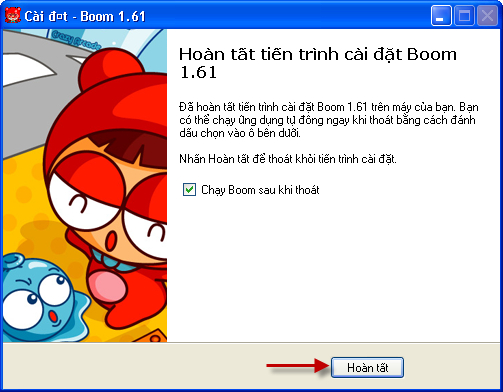 Cài đ¤t - Boom 1.61
Crazy Arcade
Hoàn tất tiến trình cài đặt Boom
1.61
Đã hoàn tất tiến trình cài đặt Boom 1.61 trên máy của bạn. Bạn
có thể chạy ứng dụng tự động ngay khi thoát bằng cách đánh
dấu chọn vào ô bên dưới.
Nhấn Hoàn tất để thoát khỏi tiến trình cài đặt.
Chạy Boom sau khi thoát
Hoàn tất